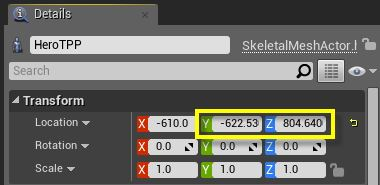 Details
HeroTPP SkeletalMeshActor.l
Search
Transform
Location X -610.0 Y -622.53 Z 804.640
Rotation X 0.0 Y 0.0 Z 0.0
Scale X 1.0 Y 1.0 Z 1.0